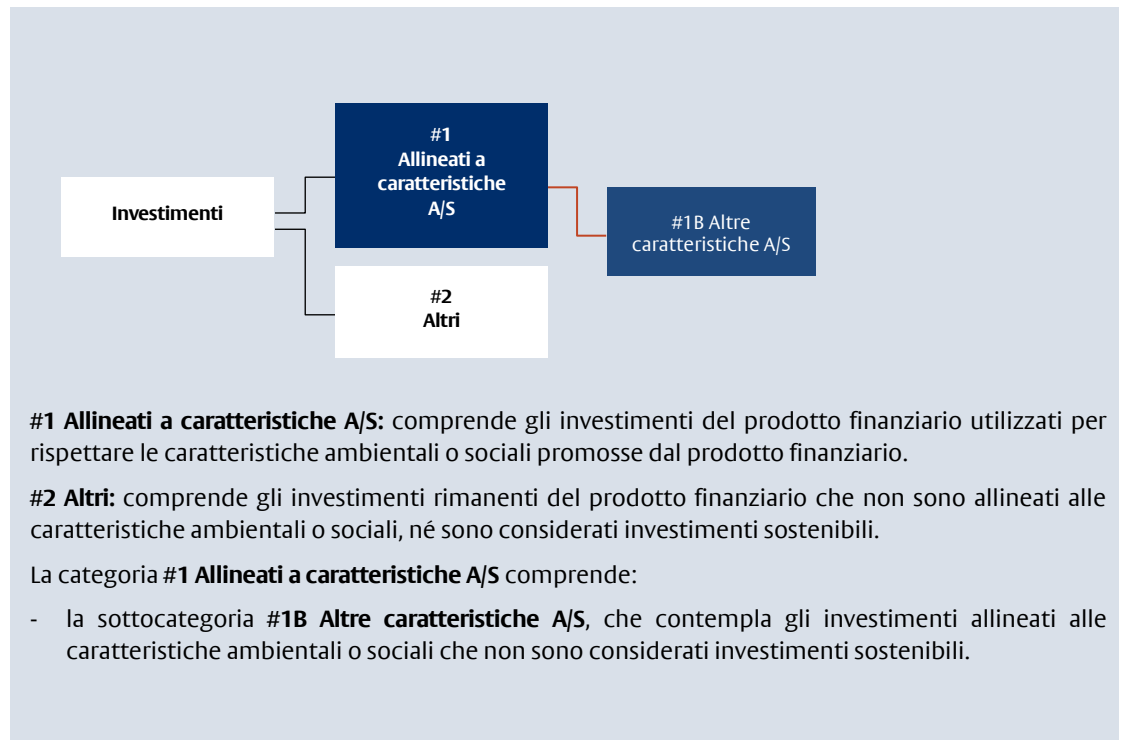 #1
Allineati a
caratteristiche
A/S
Investimenti
#1B Altre
caratteristiche A/S
#2
Altri
#1 Allineati a caratteristiche A/S: comprende gli investimenti del prodotto finanziario utilizzati per
rispettare le caratteristiche ambientali o sociali promosse dal prodotto finanziario.
#2 Altri: comprende gli investimenti rimanenti del prodotto finanziario che non sono allineati alle
caratteristiche ambientali o sociali, né sono considerati investimenti sostenibili.
La categoria #1 Allineati a caratteristiche A/S comprende:
- la sottocategoria #1B Altre caratteristiche A/S, che contempla gli investimenti allineati alle
caratteristiche ambientali o sociali che non sono considerati investimenti sostenibili.